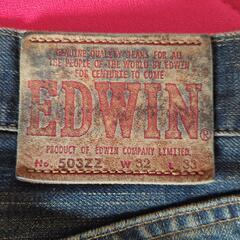 GENUINE QUALITY JEANS FOR ALL
THE PEOPLE OF THE WORLD BY EDWIN
FOR CENTURIES TO COME
EDWIN®
PRODUCT OF EDWIN COMPANY LIMITED.
No. 503ZZ W 32 L 33